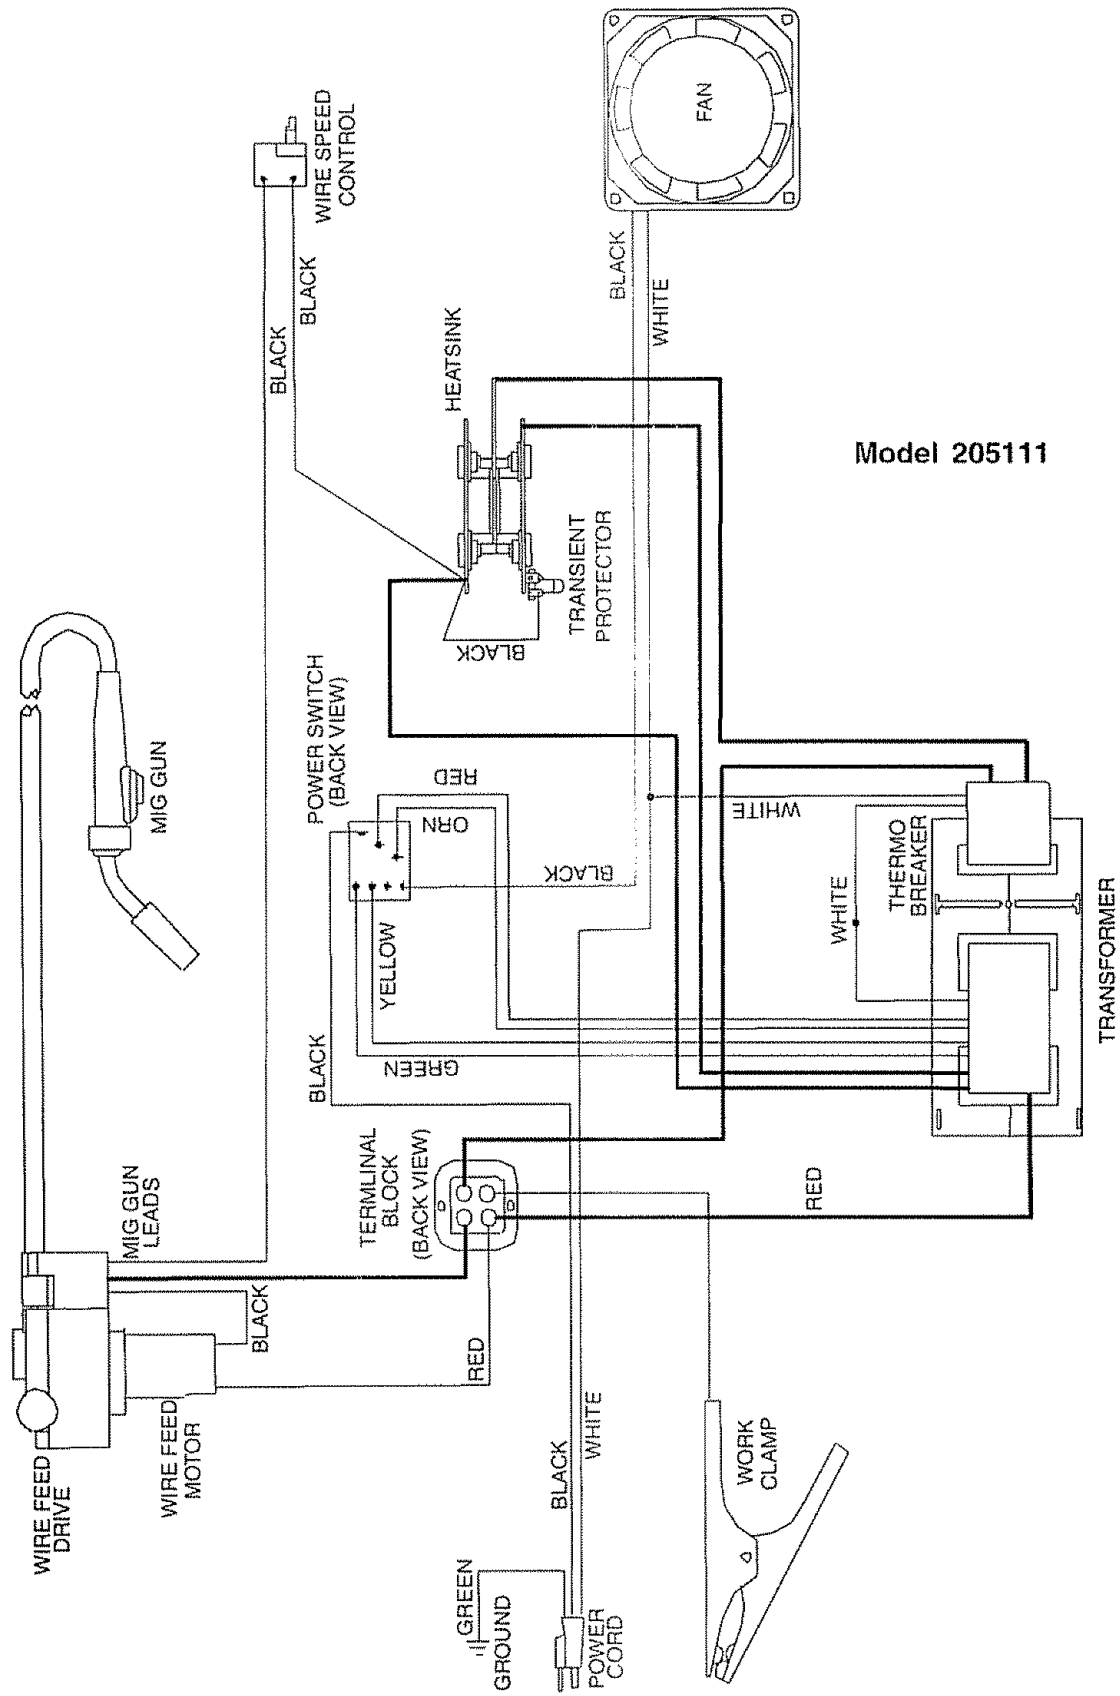 WIRE FEED
DRIVE
WIRE FEED
MOTOR
BLACK
MIG GUN
LEADS
MIG GUN
BLACK
BLACK
WIRE SPEED
CONTROL
RED
TERMLINAL
BLOCK
(BACK VIEW)
BLACK
GREEN
YELLOW
ORN
RED
POWER SWITCH
(BACK VIEW)
BLACK
BLACK
HEATSINK
TRANSIENT
PROTECTOR
BLACK
WHITE
FAN
GREEN
GROUND
POWER
CORD
BLACK
WHITE
WORK
CLAMP
RED
WHITE
WHITE
THERMO
BREAKER
TRANSFORMER
Model 205111